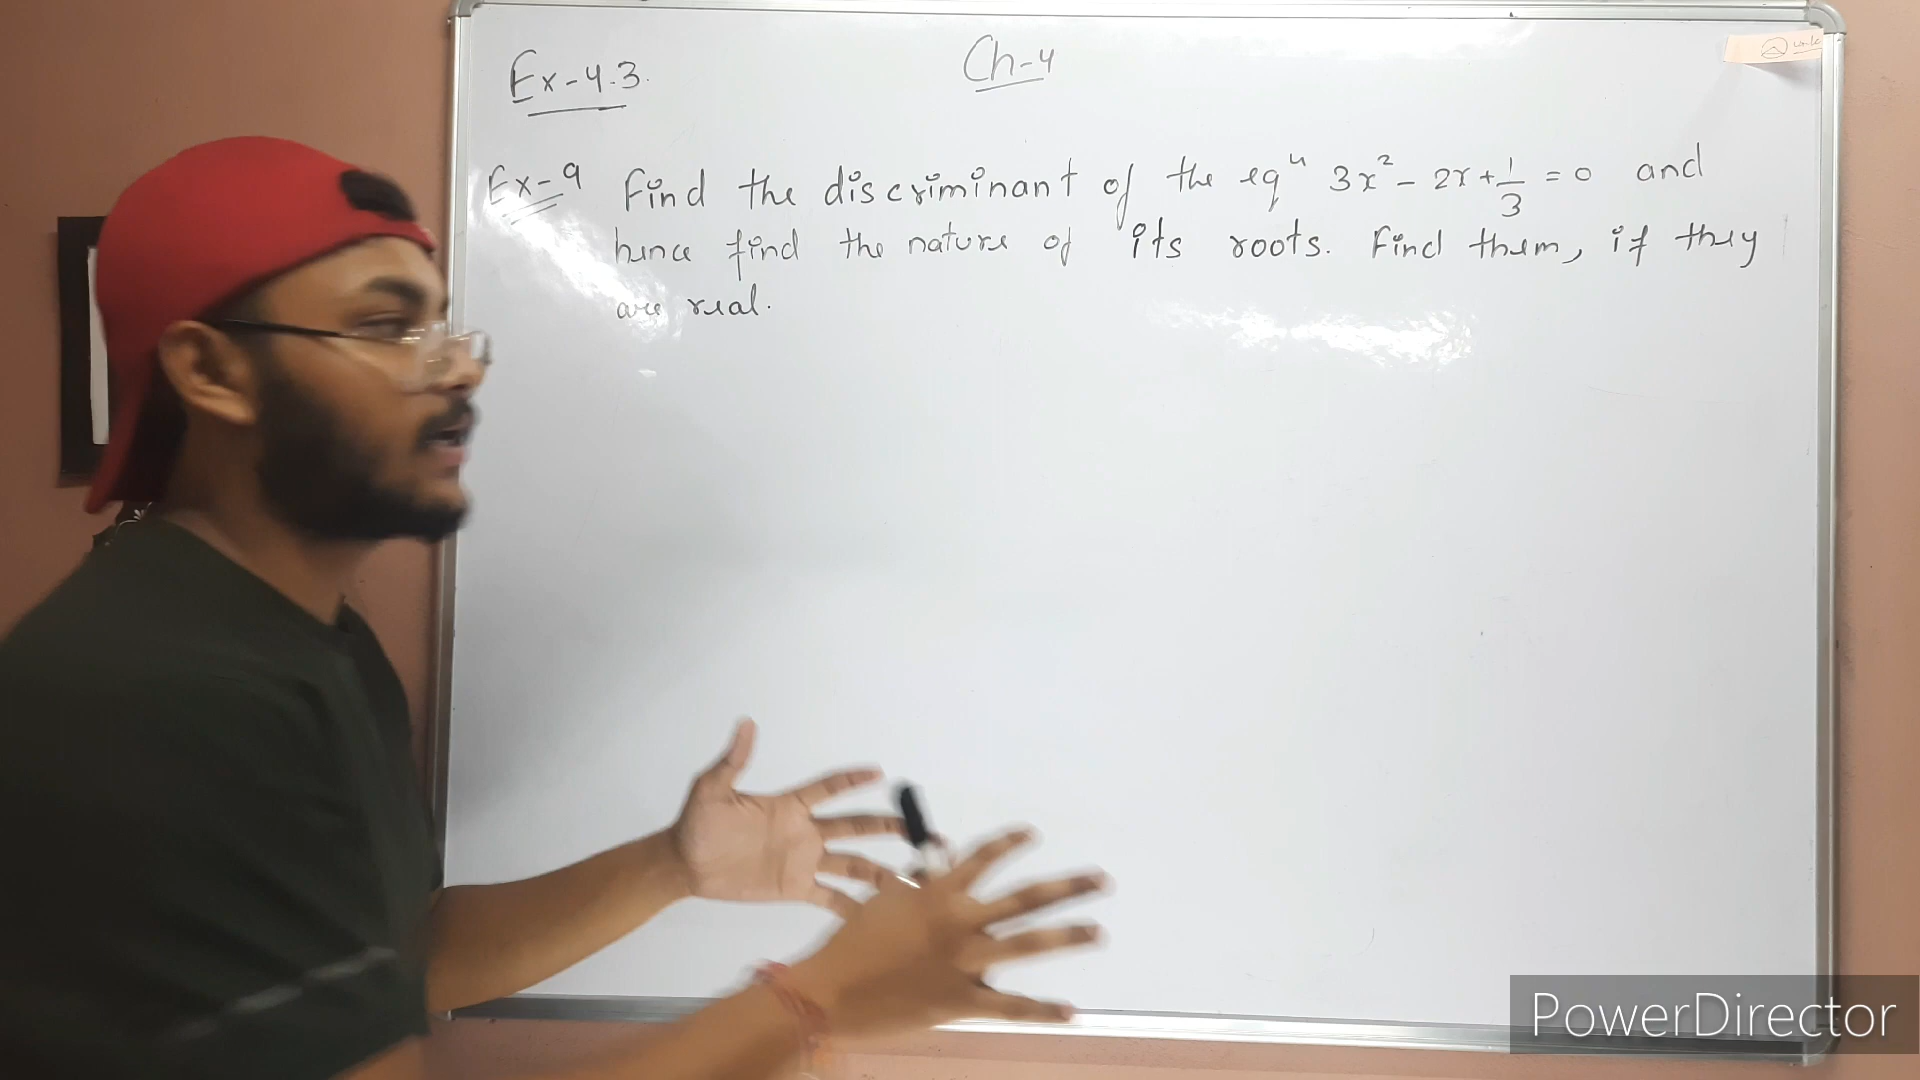 Ex-4.3.
Ch-4
Ex-9 Find the discriminant of the eqⁿ 3x² - 2x + 1/3 = 0 and
hence find the nature of its roots. Find them, if they
are real.
PowerDirector